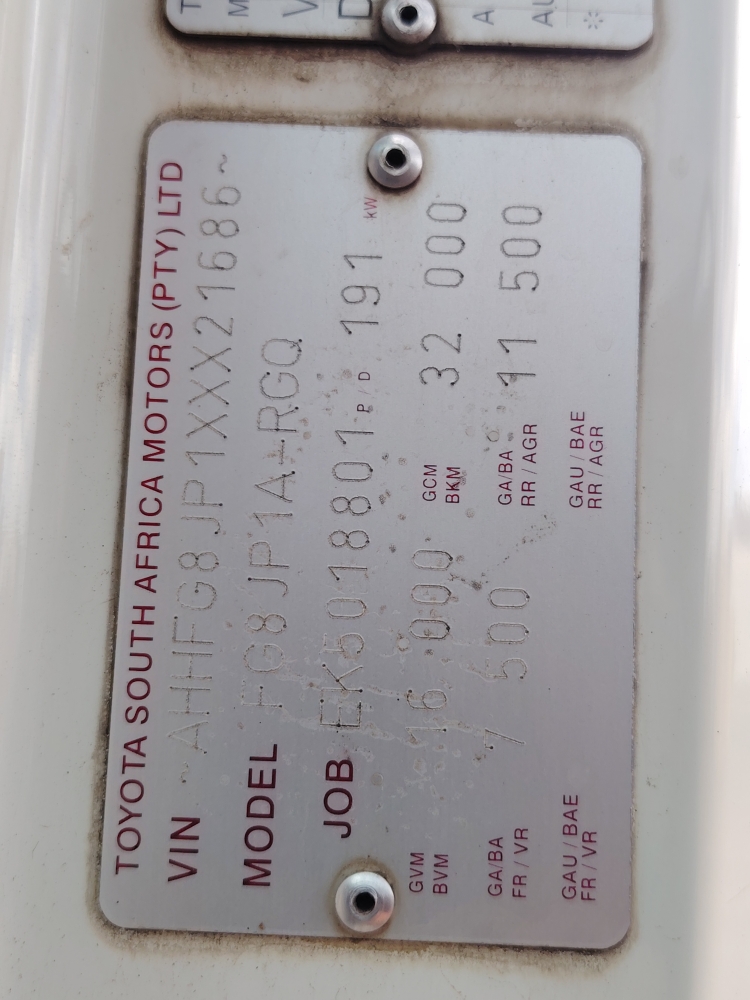 TOYOTA SOUTH AFRICA MOTORS (PTY) LTD
VIN ~AHHFG8JP1XXX21686~
MODEL FG8JP1A-RGQ
JOB EK5018801 P/D 191 kW
GVM BVM 16 000 GCM BKM 32 000
GA/BA FR/VR 7 500 GA/BA RR/AGR 11 500
GAU/BAE FR/VR GAU/BAE RR/AGR